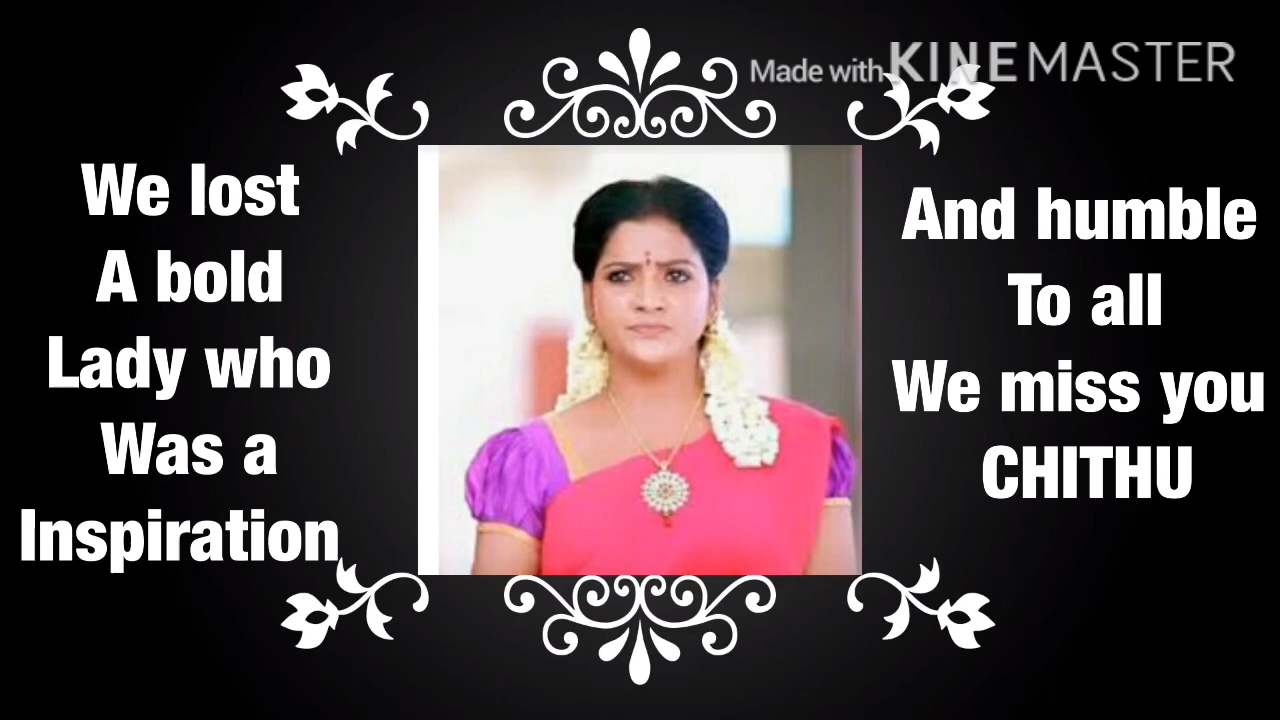 Made with KINEMASTER
We lost
A bold
Lady who
Was a
Inspiration
And humble
To all
We miss you
CHITHU